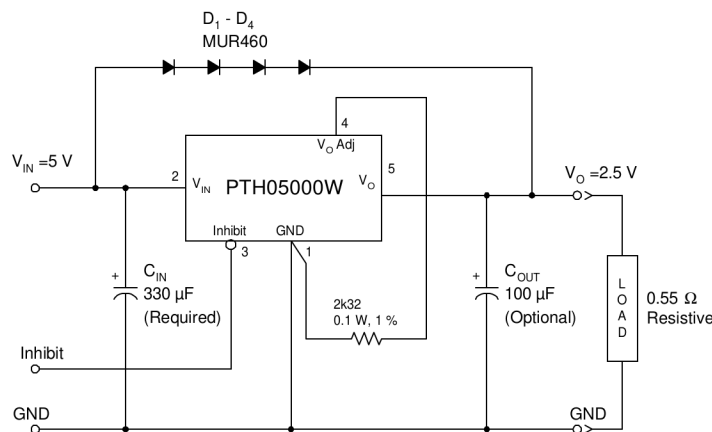 D1 - D4
MUR460
4
VO Adj
VIN =5 V
2
VIN
PTH05000W
VO
5
VO =2.5 V
Inhibit
GND
3
1
+
CIN
330 µF
(Required)
2k32
0.1 W, 1 %
+
COUT
100 µF
(Optional)
L
O
A
D
0.55 Ω
Resistive
Inhibit
GND
GND